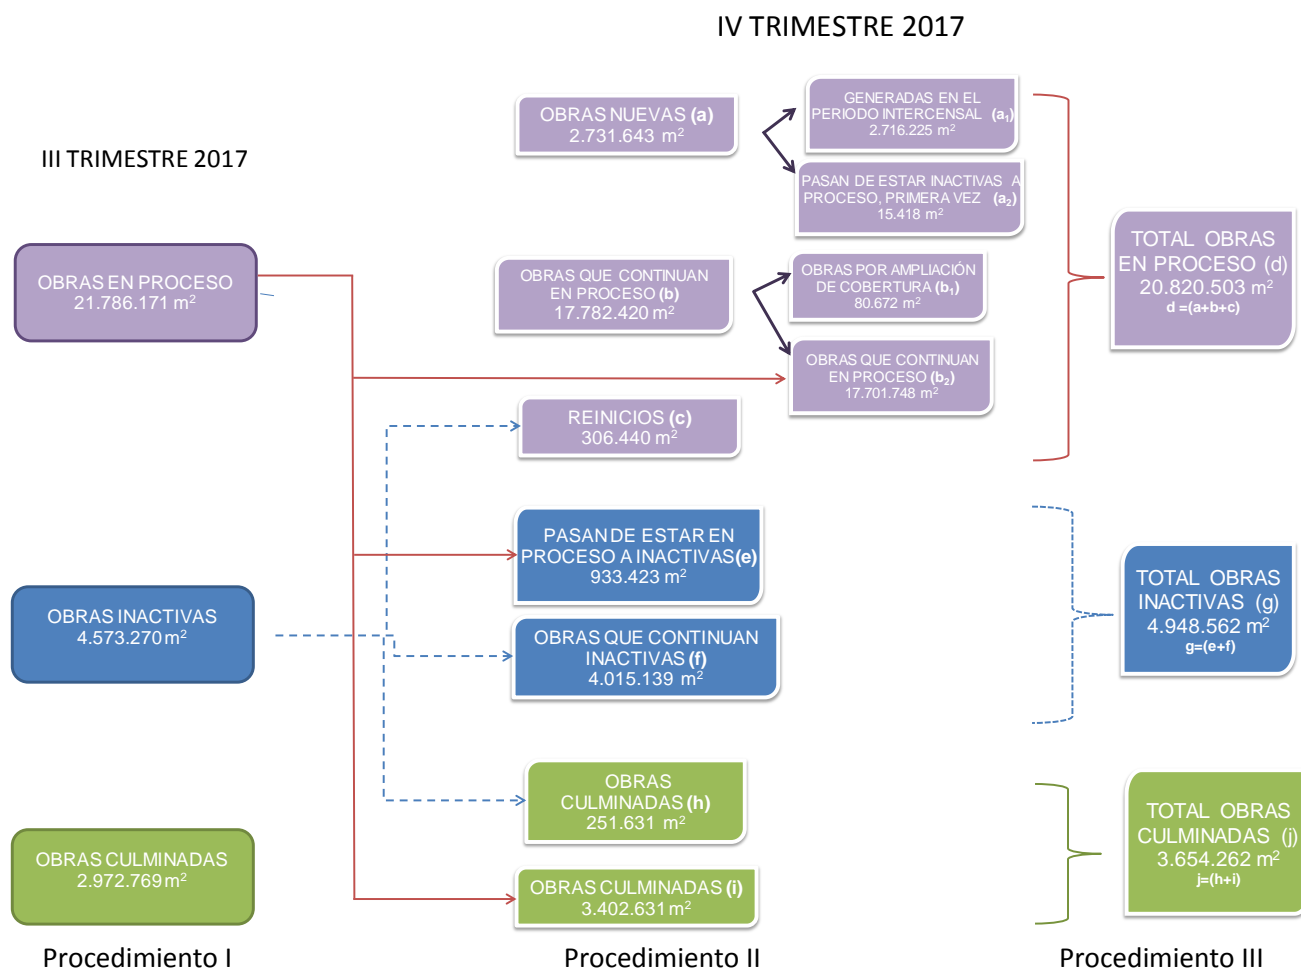 IV TRIMESTRE 2017
III TRIMESTRE 2017
OBRAS EN PROCESO
21.786.171 m²
OBRAS INACTIVAS
4.573.270 m²
OBRAS CULMINADAS
2.972.769 m²
Procedimiento I
OBRAS NUEVAS (a)
2.731.643 m²
GENERADAS EN EL
PERIODO INTERCENSAL (a₁)
2.716.225 m²
PASAN DE ESTAR INACTIVAS A
PROCESO, PRIMERA VEZ (a₂)
15.418 m²
OBRAS QUE CONTINUAN
EN PROCESO (b)
17.782.420 m²
OBRAS POR AMPLIACIÓN
DE COBERTURA (b₁)
80.672 m²
OBRAS QUE CONTINUAN
EN PROCESO (b₂)
17.701.748 m²
REINICIOS (c)
306.440 m²
PASAN DE ESTAR EN
PROCESO A INACTIVAS (e)
933.423 m²
OBRAS QUE CONTINUAN
INACTIVAS (f)
4.015.139 m²
OBRAS
CULMINADAS (h)
251.631 m²
OBRAS CULMINADAS (i)
3.402.631 m²
Procedimiento II
TOTAL OBRAS
EN PROCESO (d)
20.820.503 m²
d =(a+b+c)
TOTAL OBRAS
INACTIVAS (g)
4.948.562 m²
g=(e+f)
TOTAL OBRAS
CULMINADAS (j)
3.654.262 m²
j=(h+i)
Procedimiento III